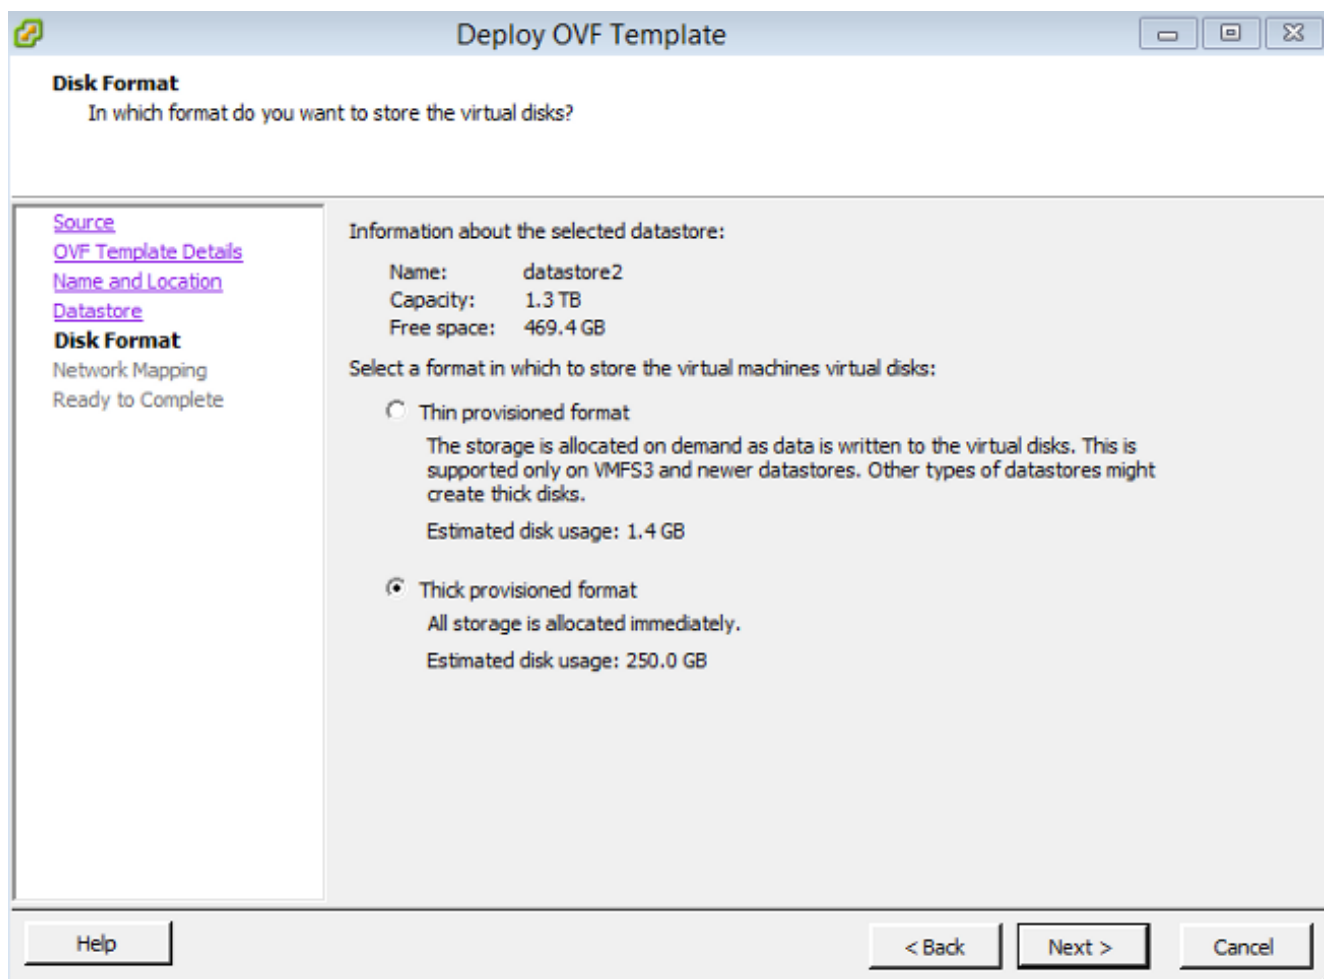 Deploy OVF Template
Disk Format
In which format do you want to store the virtual disks?
Source
OVF Template Details
Name and Location
Datastore
Disk Format
Network Mapping
Ready to Complete
Information about the selected datastore:
Name: datastore2
Capacity: 1.3 TB
Free space: 469.4 GB
Select a format in which to store the virtual machines virtual disks:
Thin provisioned format
The storage is allocated on demand as data is written to the virtual disks. This is
supported only on VMFS3 and newer datastores. Other types of datastores might
create thick disks.
Estimated disk usage: 1.4 GB
Thick provisioned format
All storage is allocated immediately.
Estimated disk usage: 250.0 GB
Help
< Back
Next >
Cancel